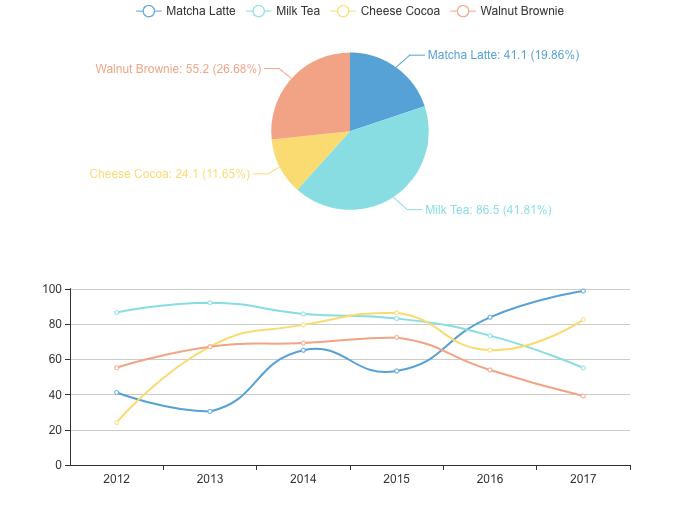 Matcha Latte Milk Tea Cheese Cocoa Walnut Brownie
Matcha Latte: 41.1 (19.86%)
Walnut Brownie: 55.2 (26.68%)
Cheese Cocoa: 24.1 (11.65%)
Milk Tea: 86.5 (41.81%)
100
80
60
40
20
0
2012 2013 2014 2015 2016 2017